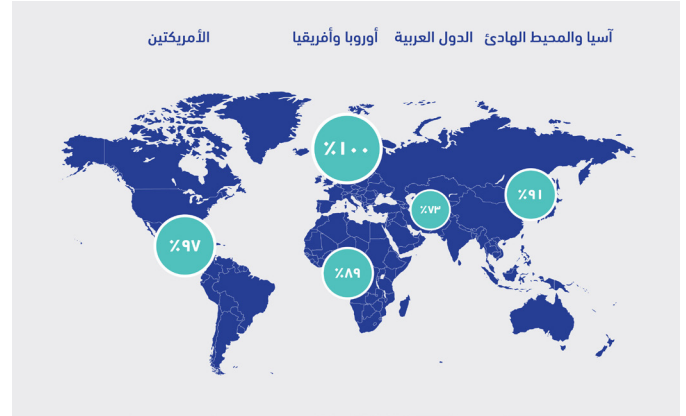 آسيا والمحيط الهادئ
الدول العربية
أوروبا وأفريقيا
الأمريكتين
٪١٠٠
٪٩١
٪٧٣
٪٩٧
٪٨٩